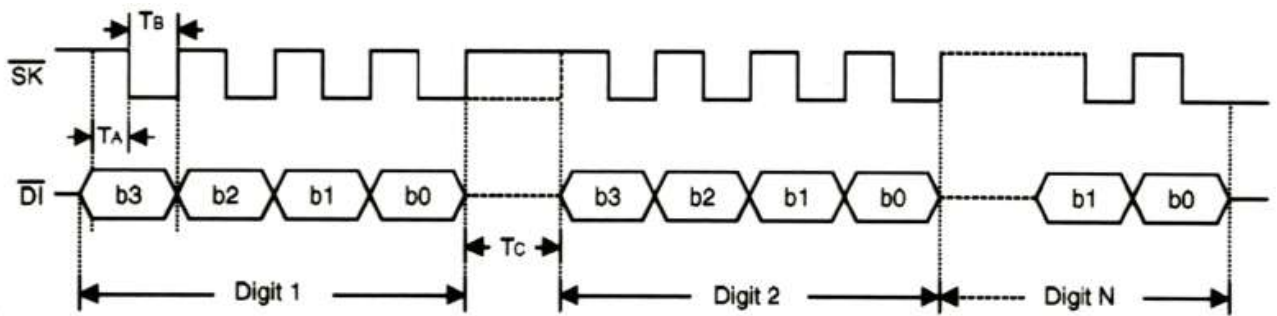 TB
SK
TA
DI b3 b2 b1 b0 b3 b2 b1 b0 b1 b0
TC
Digit 1 Digit 2 Digit N